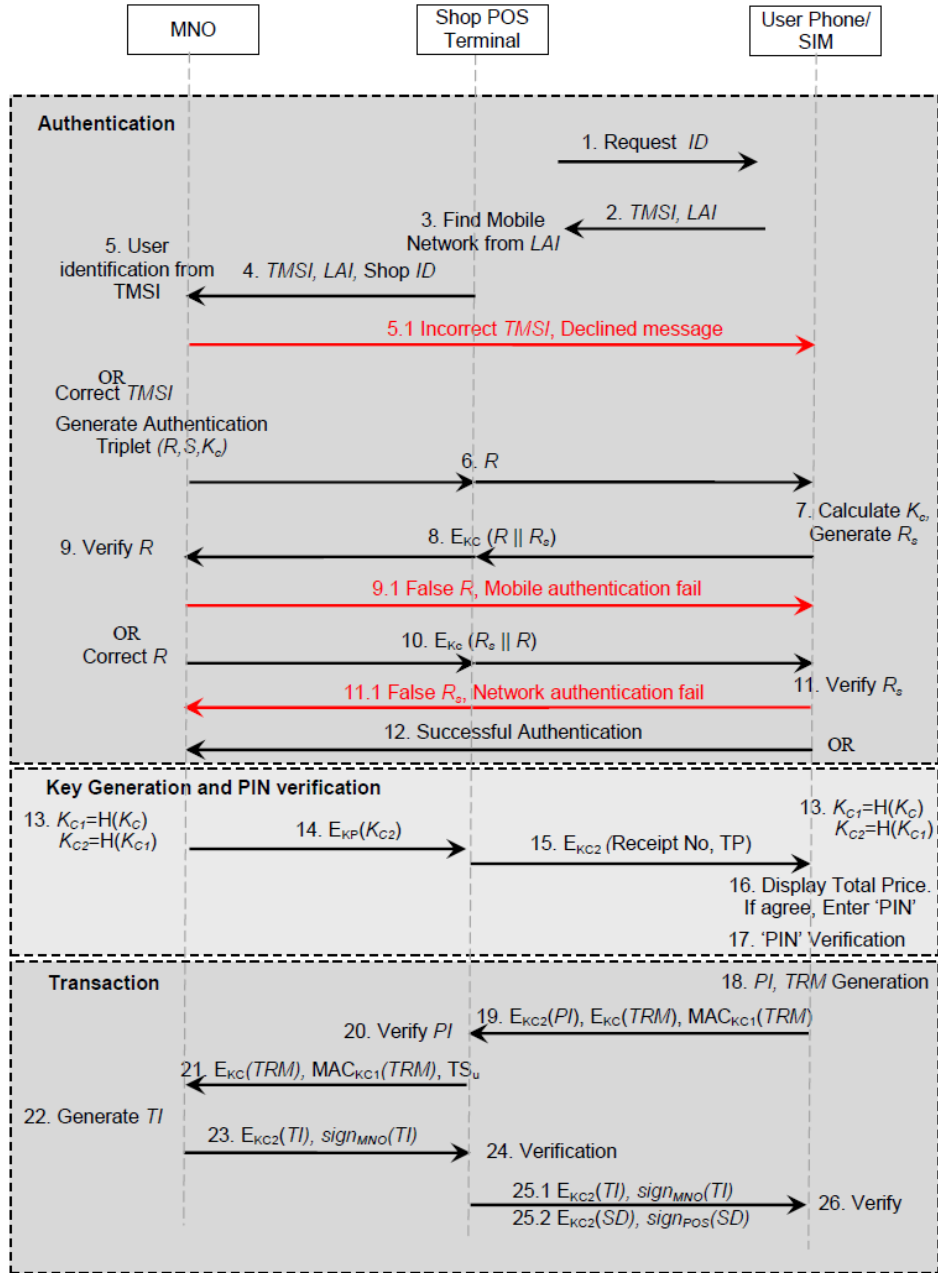 MNO
Shop POS
Terminal
User Phone/
SIM
Authentication
1. Request ID
2. TMSI, LAI
3. Find Mobile
Network from LAI
4. TMSI, LAI, Shop ID
5. User
identification from
TMSI
5.1 Incorrect TMSI, Declined message
OR
Correct TMSI
Generate Authentication
Triplet (R,S,Kc)
6. R
7. Calculate Kc,
Generate Rs
8. EKC (R || Rs)
9. Verify R
9.1 False R, Mobile authentication fail
OR
Correct R
10. EKc (Rs || R)
11. Verify Rs
11.1 False Rs, Network authentication fail
12. Successful Authentication
OR
Key Generation and PIN verification
13. KC1=H(KC)
KC2=H(KC1)
14. EKP(KC2)
13. KC1=H(KC)
KC2=H(KC1)
15. EKC2 (Receipt No, TP)
16. Display Total Price.
If agree, Enter ‘PIN’
17. ‘PIN’ Verification
Transaction
18. PI, TRM Generation
19. EKC2(PI), EKC(TRM), MACKC1(TRM)
20. Verify PI
21. EKC(TRM), MACKC1(TRM), TSu
22. Generate TI
23. EKC2(TI), signMNO(TI)
24. Verification
25.1 EKC2(TI), signMNO(TI)
25.2 EKC2(SD), signPOS(SD)
26. Verify